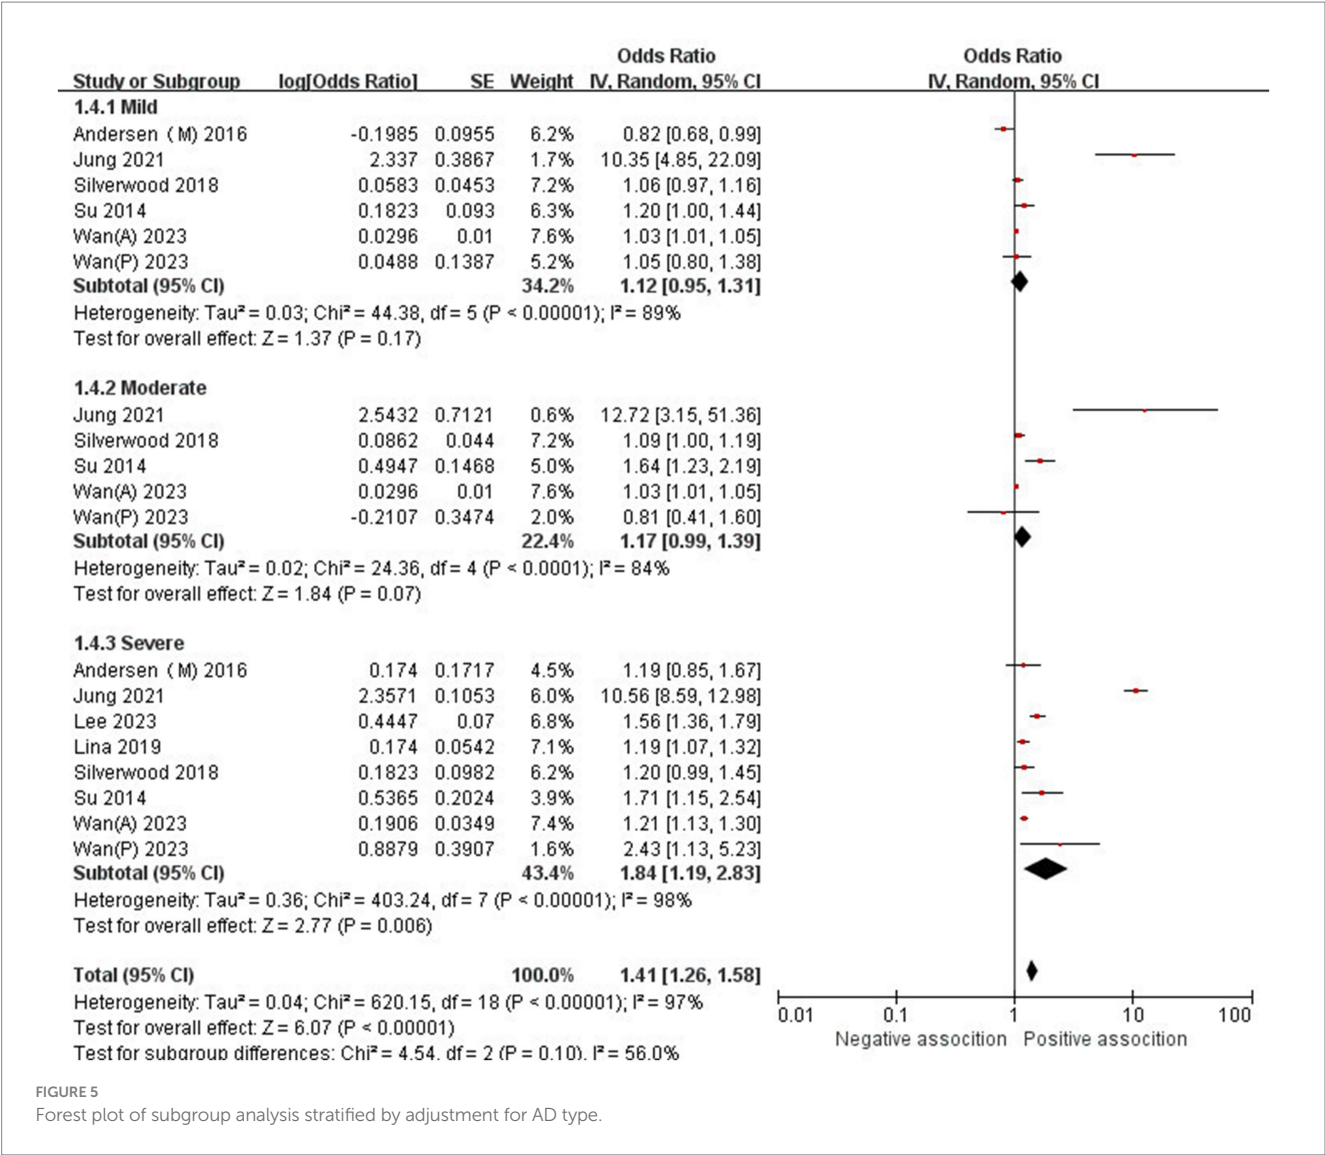 Odds Ratio Odds Ratio
Study or Subgroup log[Odds Ratio] SE Weight IV, Random, 95% CI IV, Random, 95% CI
1.4.1 Mild
Andersen (M) 2016 -0.1985 0.0955 6.2% 0.82 [0.68, 0.99]
Jung 2021 2.337 0.3867 1.7% 10.35 [4.85, 22.09]
Silverwood 2018 0.0583 0.0453 7.2% 1.06 [0.97, 1.16]
Su 2014 0.1823 0.093 6.3% 1.20 [1.00, 1.44]
Wan(A) 2023 0.0296 0.01 7.6% 1.03 [1.01, 1.05]
Wan(P) 2023 0.0488 0.1387 5.2% 1.05 [0.80, 1.38]
Subtotal (95% CI) 34.2% 1.12 [0.95, 1.31]
Heterogeneity: Tau² = 0.03; Chi² = 44.38, df = 5 (P < 0.00001); I² = 89%
Test for overall effect: Z = 1.37 (P = 0.17)
1.4.2 Moderate
Jung 2021 2.5432 0.7121 0.6% 12.72 [3.15, 51.36]
Silverwood 2018 0.0862 0.044 7.2% 1.09 [1.00, 1.19]
Su 2014 0.4947 0.1468 5.0% 1.64 [1.23, 2.19]
Wan(A) 2023 0.0296 0.01 7.6% 1.03 [1.01, 1.05]
Wan(P) 2023 -0.2107 0.3474 2.0% 0.81 [0.41, 1.60]
Subtotal (95% CI) 22.4% 1.17 [0.99, 1.39]
Heterogeneity: Tau² = 0.02; Chi² = 24.36, df = 4 (P < 0.0001); I² = 84%
Test for overall effect: Z = 1.84 (P = 0.07)
1.4.3 Severe
Andersen (M) 2016 0.174 0.1717 4.5% 1.19 [0.85, 1.67]
Jung 2021 2.3571 0.1053 6.0% 10.56 [8.59, 12.98]
Lee 2023 0.4447 0.07 6.8% 1.56 [1.36, 1.79]
Lina 2019 0.174 0.0542 7.1% 1.19 [1.07, 1.32]
Silverwood 2018 0.1823 0.0982 6.2% 1.20 [0.99, 1.45]
Su 2014 0.5365 0.2024 3.9% 1.71 [1.15, 2.54]
Wan(A) 2023 0.1906 0.0349 7.4% 1.21 [1.13, 1.30]
Wan(P) 2023 0.8879 0.3907 1.6% 2.43 [1.13, 5.23]
Subtotal (95% CI) 43.4% 1.84 [1.19, 2.83]
Heterogeneity: Tau² = 0.36; Chi² = 403.24, df = 7 (P < 0.00001); I² = 98%
Test for overall effect: Z = 2.77 (P = 0.006)
Total (95% CI) 100.0% 1.41 [1.26, 1.58]
Heterogeneity: Tau² = 0.04; Chi² = 620.15, df = 18 (P < 0.00001); I² = 97%
Test for overall effect: Z = 6.07 (P < 0.00001)
Test for subgroup differences: Chi² = 4.54, df = 2 (P = 0.10), I² = 56.0%
0.01 0.1 1 10 100
Negative assocition Positive assocition
FIGURE 5
Forest plot of subgroup analysis stratified by adjustment for AD type.